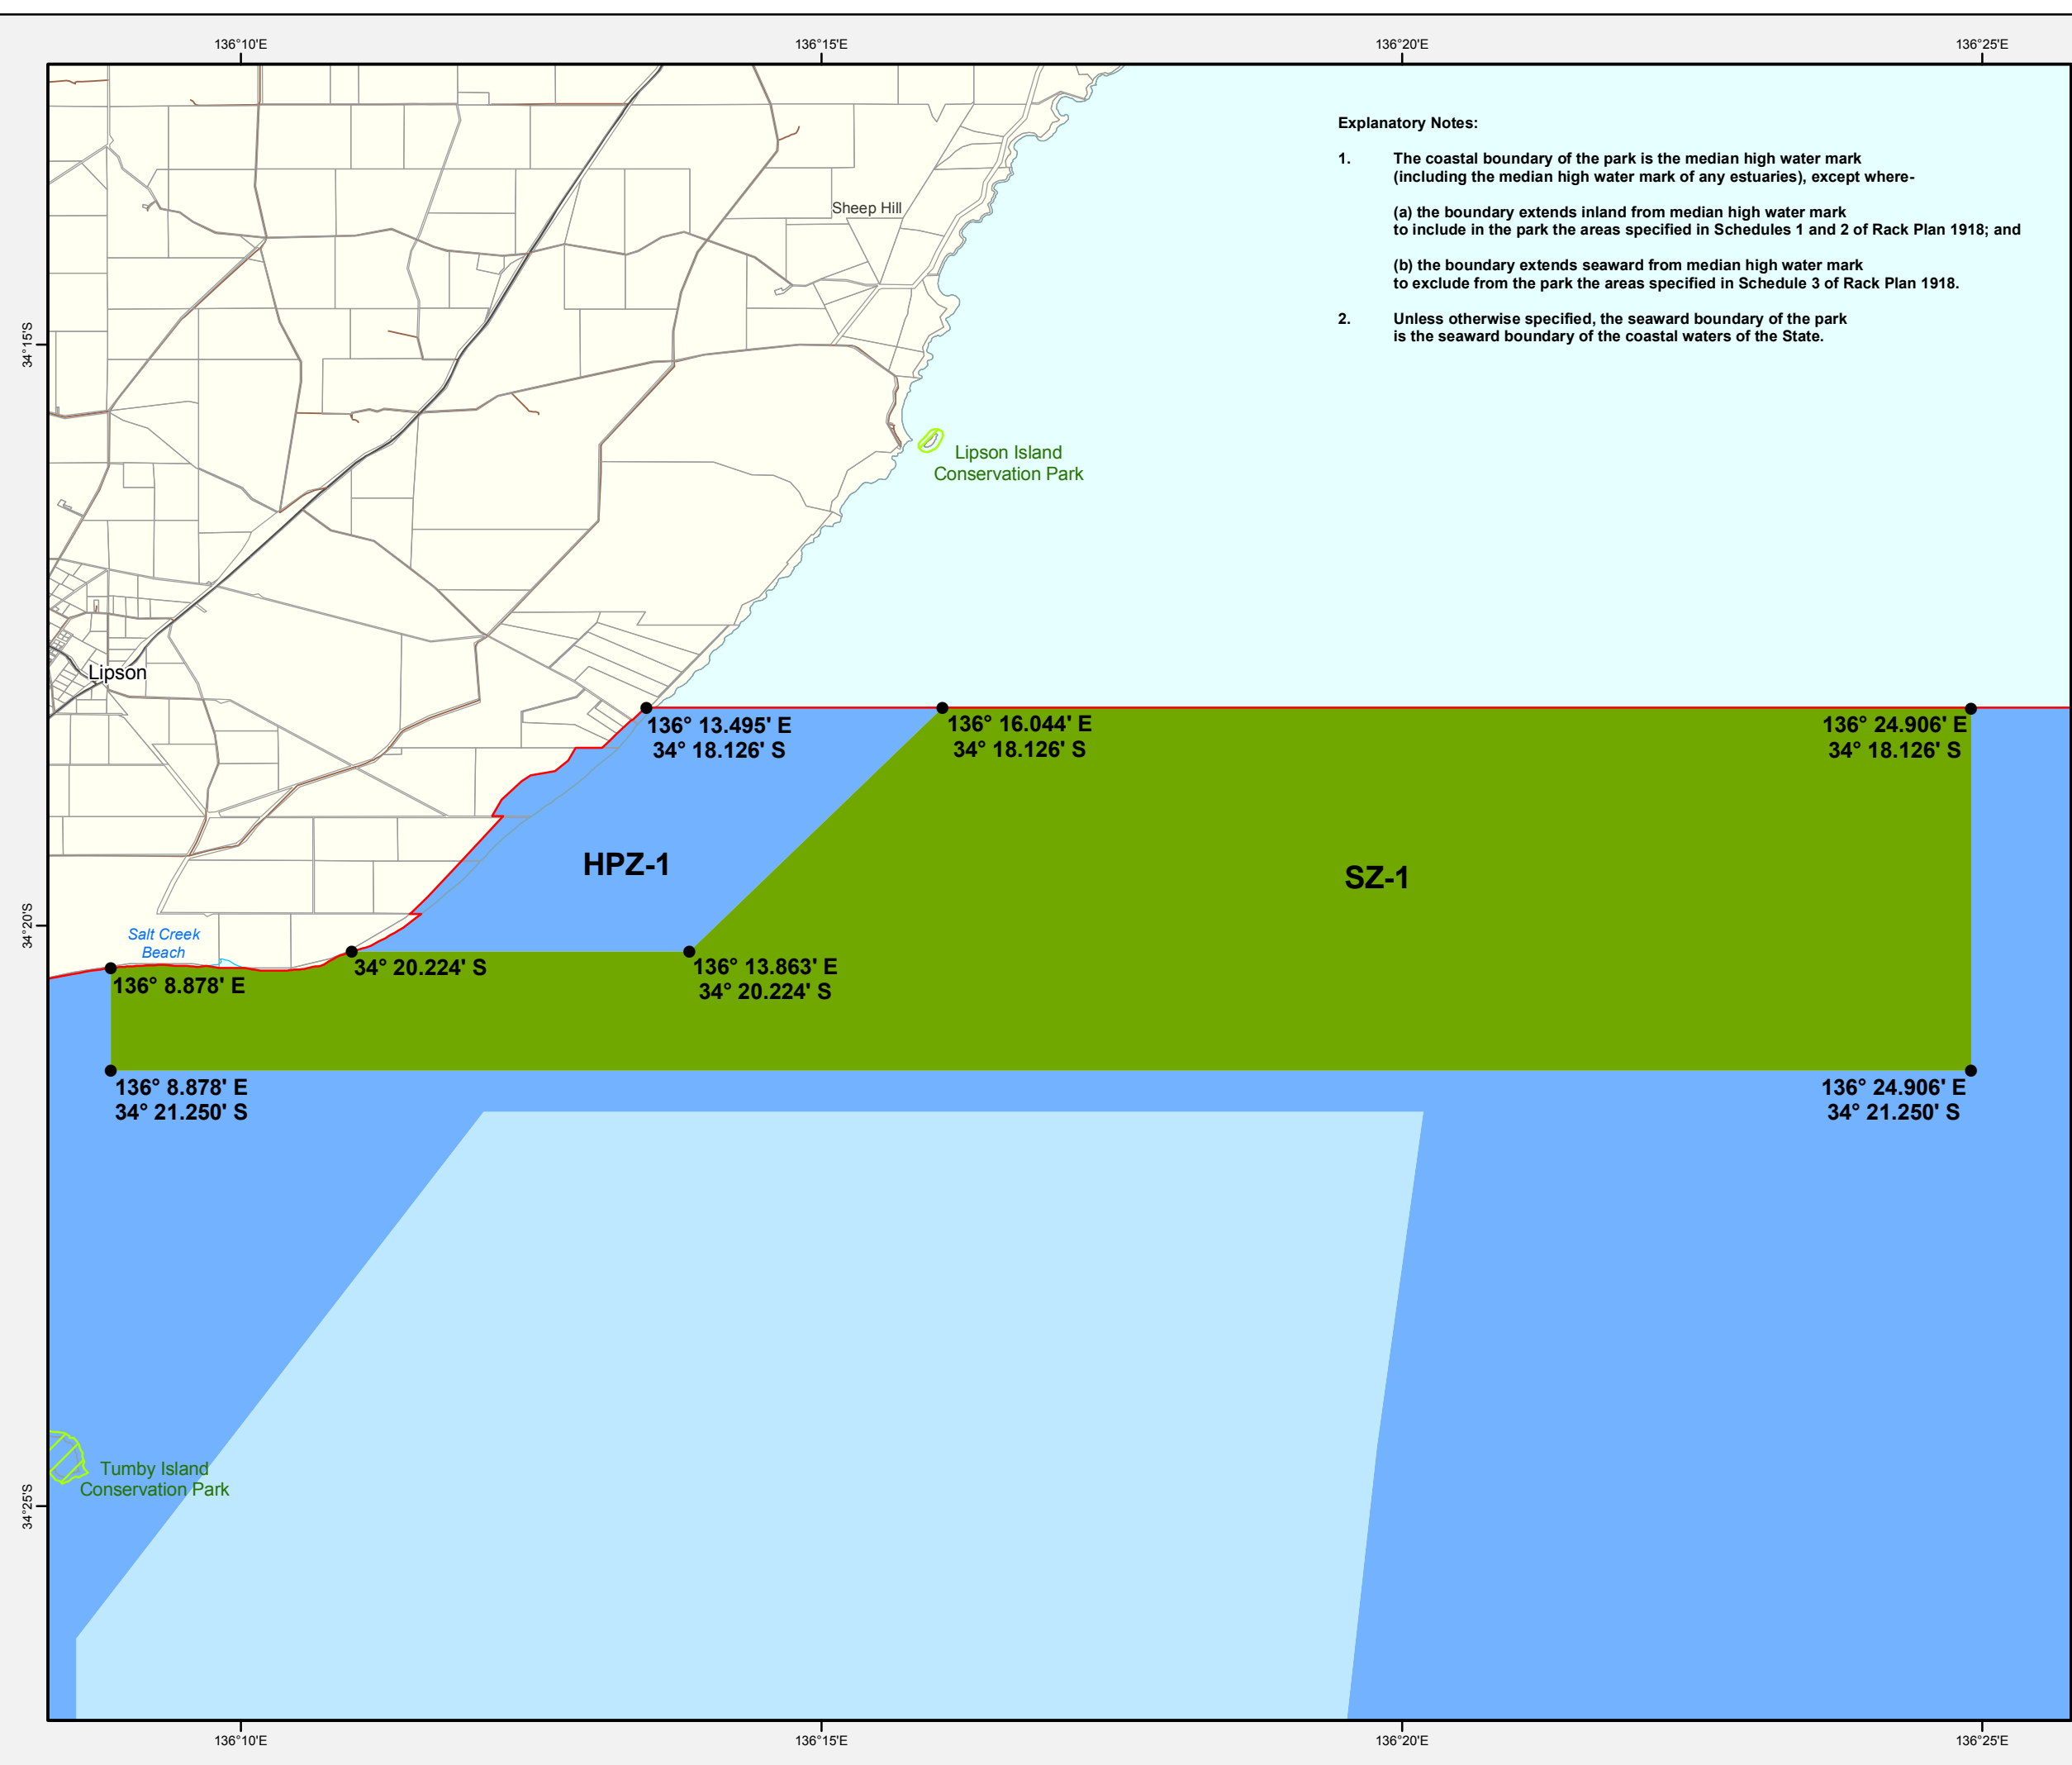 136°10'E
136°15'E
136°20'E
136°25'E
Explanatory Notes:
1. The coastal boundary of the park is the median high water mark
(including the median high water mark of any estuaries), except where-
(a) the boundary extends inland from median high water mark
to include in the park the areas specified in Schedules 1 and 2 of Rack Plan 1918; and
(b) the boundary extends seaward from median high water mark
to exclude from the park the areas specified in Schedule 3 of Rack Plan 1918.
2. Unless otherwise specified, the seaward boundary of the park
is the seaward boundary of the coastal waters of the State.
Sheep Hill
34°15'S
Lipson Island
Conservation Park
Lipson
136° 13.495' E
34° 18.126' S
136° 16.044' E
34° 18.126' S
136° 24.906' E
34° 18.126' S
HPZ-1
SZ-1
34°20'S
Salt Creek
Beach
34° 20.224' S
136° 13.863' E
34° 20.224' S
136° 8.878' E
136° 8.878' E
34° 21.250' S
136° 24.906' E
34° 21.250' S
Tumby Island
Conservation Park
34°25'S
136°10'E
136°15'E
136°20'E
136°25'E